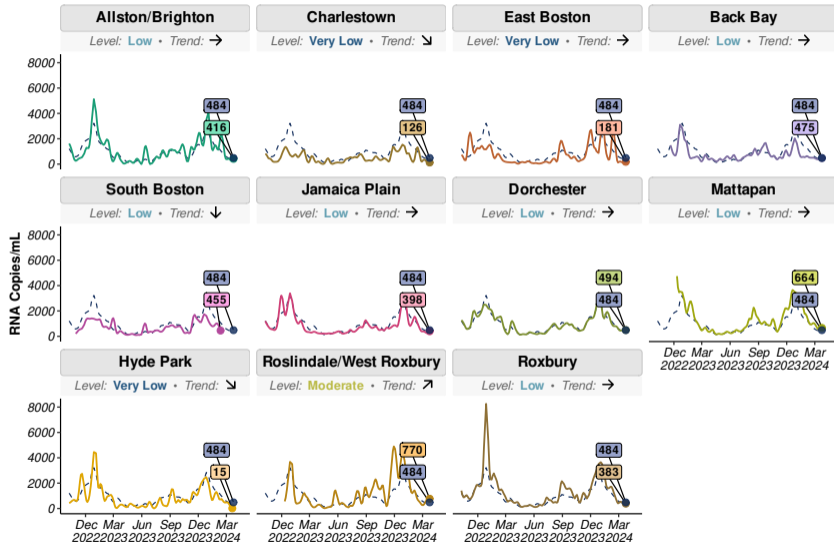 Allston/Brighton
Level: Low • Trend: →
Charlestown
Level: Very Low • Trend: ↘
East Boston
Level: Very Low • Trend: →
Back Bay
Level: Low • Trend: →
8000
6000
4000
2000
0
484
416
484
126
484
181
484
475
South Boston
Level: Low • Trend: ↓
Jamaica Plain
Level: Low • Trend: →
Dorchester
Level: Low • Trend: →
Mattapan
Level: Low • Trend: →
RNA Copies/mL
8000
6000
4000
2000
0
484
455
484
398
494
484
664
484
Dec Mar Jun Sep Dec Mar
2022 2023 2023 2023 2023 2024
Hyde Park
Level: Very Low • Trend: ↘
Roslindale/West Roxbury
Level: Moderate • Trend: ↗
Roxbury
Level: Low • Trend: →
8000
6000
4000
2000
0
484
15
770
484
484
383
Dec Mar Jun Sep Dec Mar
2022 2023 2023 2023 2023 2024
Dec Mar Jun Sep Dec Mar
2022 2023 2023 2023 2023 2024
Dec Mar Jun Sep Dec Mar
2022 2023 2023 2023 2023 2024